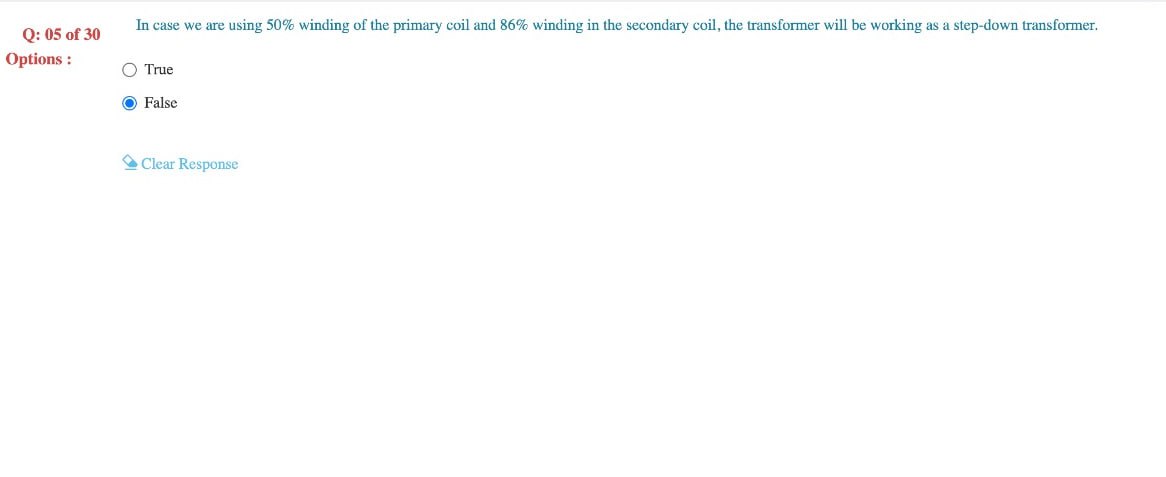 In case we are using 50% winding of the primary coil and 86% winding in the secondary coil, the transformer will be working as a step-down transformer.
Q: 05 of 30
Options :
True
False
Clear Response